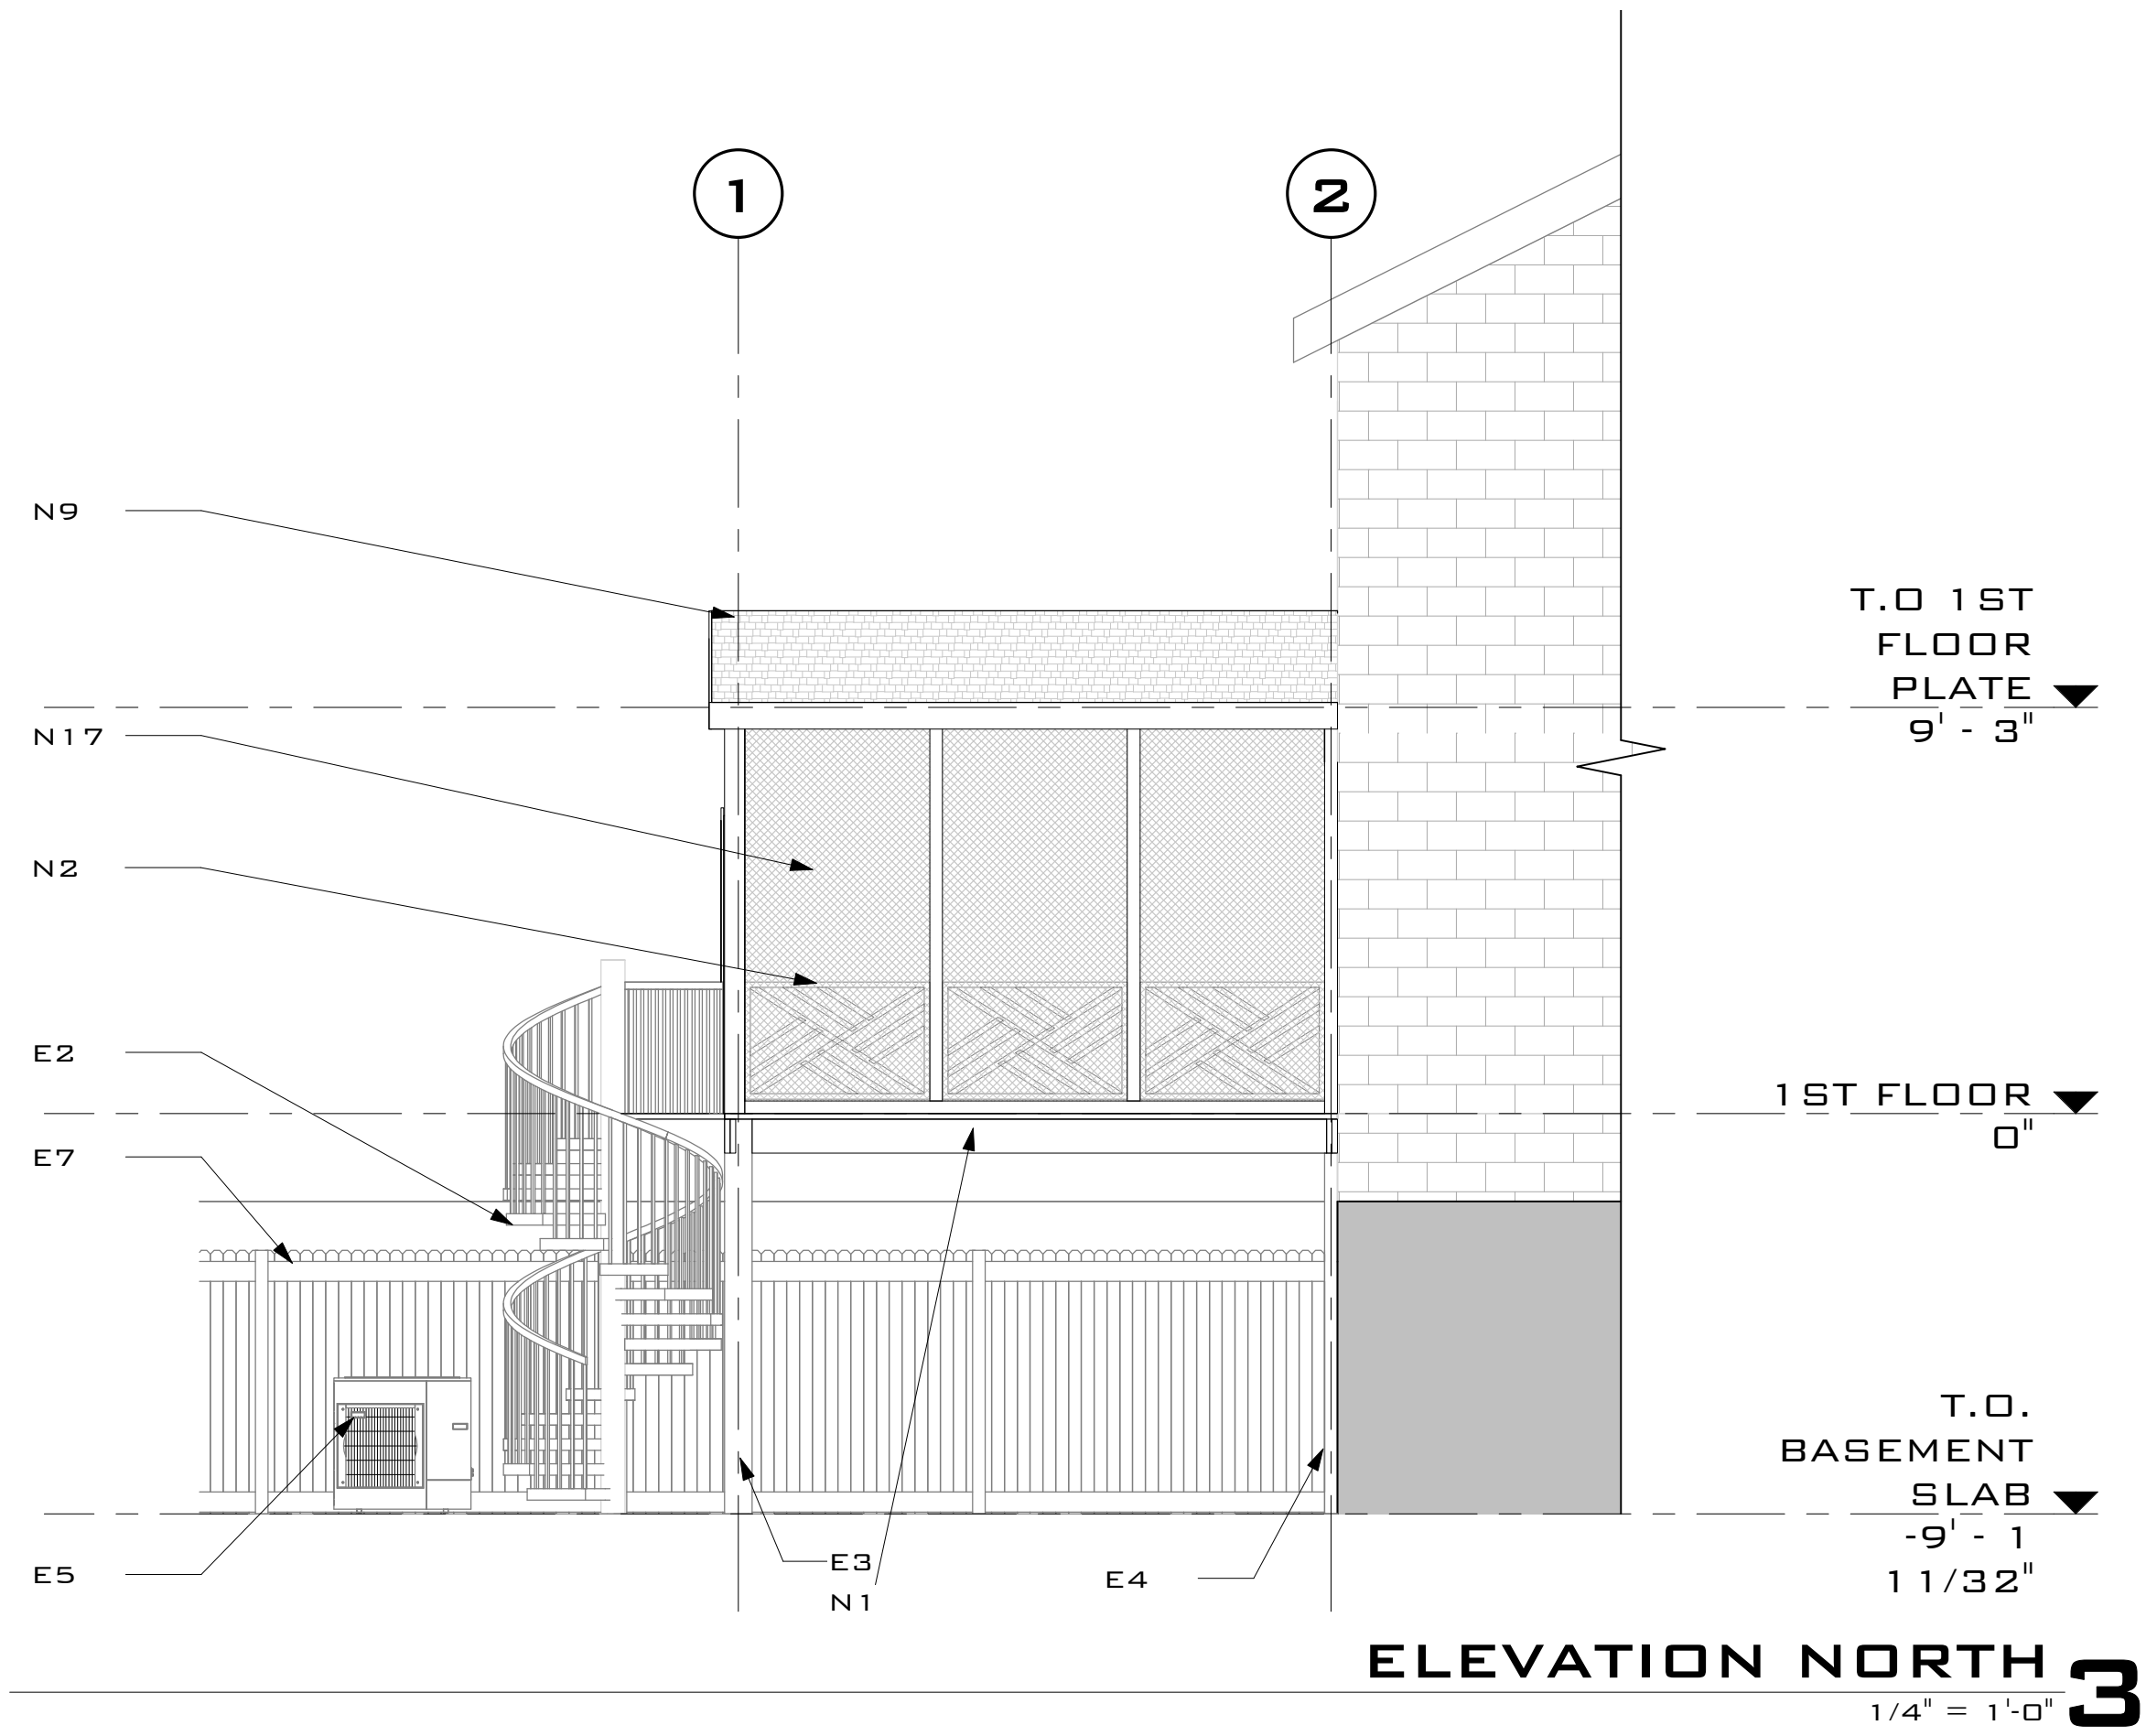 1
2
N9
T.O 1ST
FLOOR
PLATE
9' - 3"
N17
N2
E2
1ST FLOOR
0"
E7
T.O.
BASEMENT
SLAB
-9' - 1
11/32"
E5
E3
N1
E4
ELEVATION NORTH
3
1/4" = 1'-0"